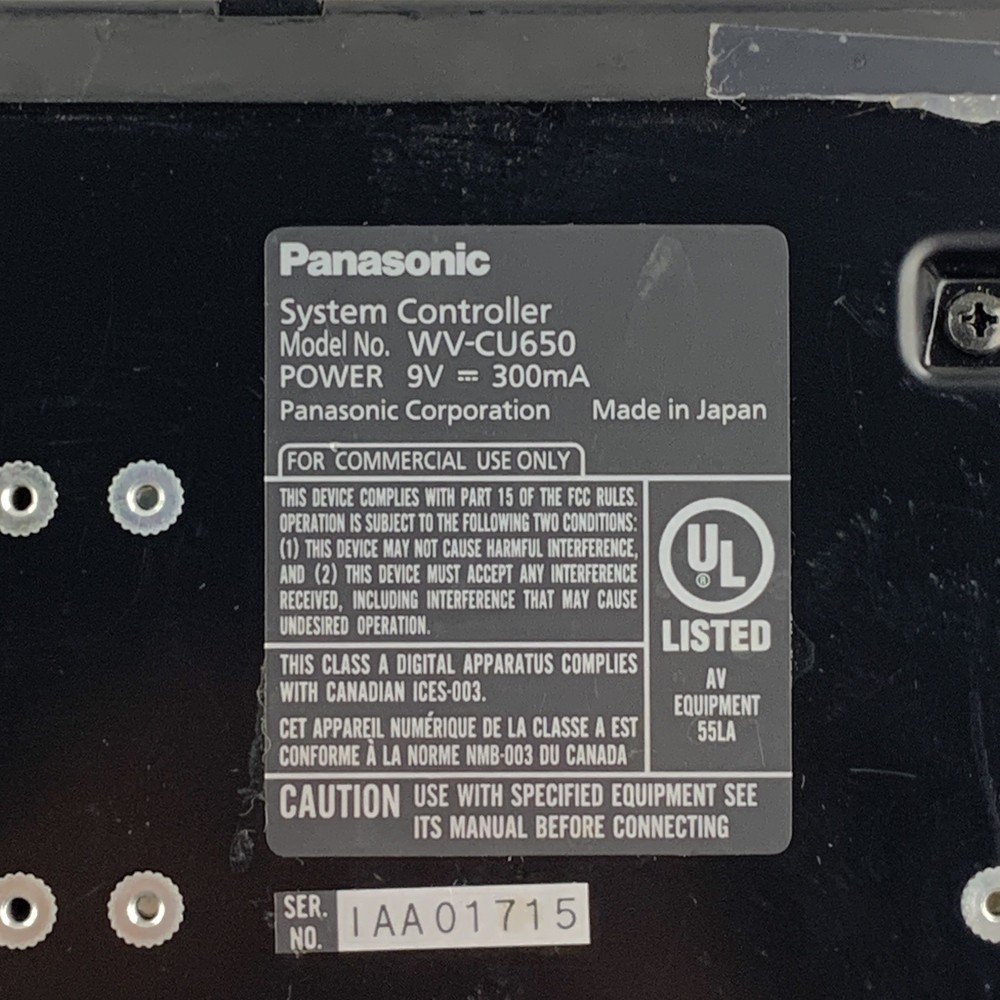 Panasonic
System Controller
Model No. WV-CU650
POWER 9V ⎓ 300mA
Panasonic Corporation Made in Japan
FOR COMMERCIAL USE ONLY
THIS DEVICE COMPLIES WITH PART 15 OF THE FCC RULES.
OPERATION IS SUBJECT TO THE FOLLOWING TWO CONDITIONS:
(1) THIS DEVICE MAY NOT CAUSE HARMFUL INTERFERENCE,
AND (2) THIS DEVICE MUST ACCEPT ANY INTERFERENCE
RECEIVED, INCLUDING INTERFERENCE THAT MAY CAUSE
UNDESIRED OPERATION.
UL ®
LISTED
AV
EQUIPMENT
55LA
THIS CLASS A DIGITAL APPARATUS COMPLIES
WITH CANADIAN ICES-003.
CET APPAREIL NUMÉRIQUE DE LA CLASSE A EST
CONFORME À LA NORME NMB-003 DU CANADA
CAUTION USE WITH SPECIFIED EQUIPMENT SEE
ITS MANUAL BEFORE CONNECTING
SER.
NO. IAA01715